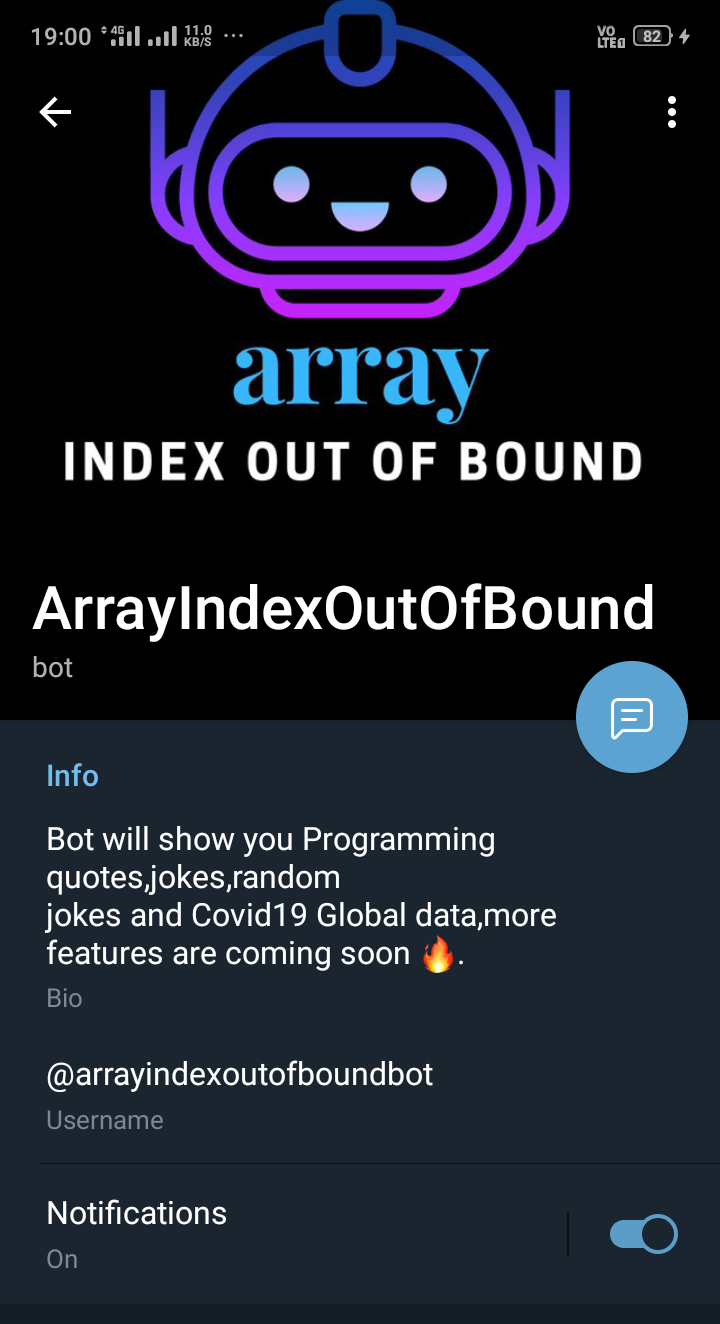 19:00 4G 11.0 KB/S ... VO LTE 82
array
INDEX OUT OF BOUND
ArrayIndexOutOfBound
bot
Info
Bot will show you Programming
quotes,jokes,random
jokes and Covid19 Global data,more
features are coming soon 🔥.
Bio
@arrayindexoutofboundbot
Username
Notifications
On